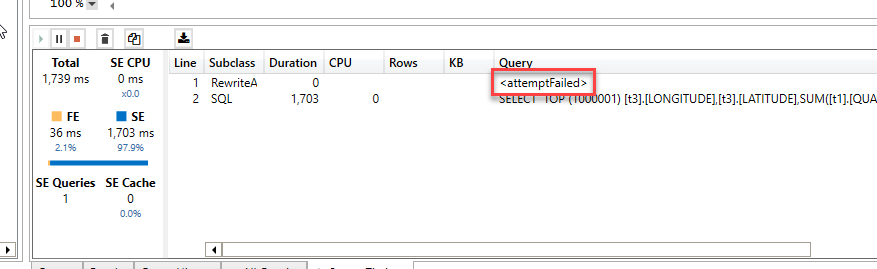 100 %
Total SE CPU Line Subclass Duration CPU Rows KB Query
1,739 ms 0 ms 1 RewriteA 0 <attemptFailed>
x0.0 2 SQL 1,703 0 SELECT TOP (1000001) [t3].[LONGITUDE],[t3].[LATITUDE],SUM([t1].[QUA
FE SE
36 ms 1,703 ms
2.1% 97.9%
SE Queries SE Cache
1 0
0.0%